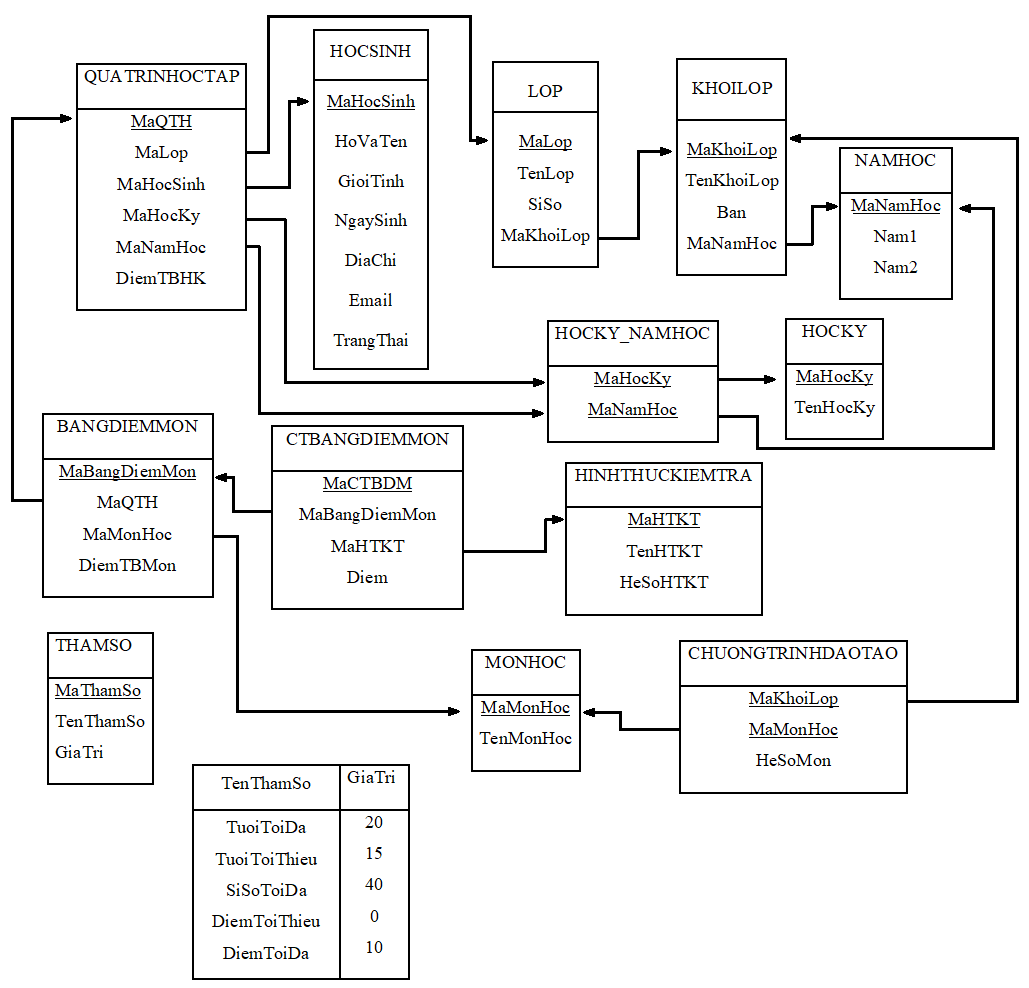 QUATRINHHOCTAP
MaQTH
MaLop
MaHocSinh
MaHocKy
MaNamHoc
DiemTBHK
HOCSINH
MaHocSinh
HoVaTen
GioiTinh
NgaySinh
DiaChi
Email
TrangThai
LOP
MaLop
TenLop
SiSo
MaKhoiLop
KHOILOP
MaKhoiLop
TenKhoiLop
Ban
MaNamHoc
NAMHOC
MaNamHoc
Nam1
Nam2
HOCKY_NAMHOC
MaHocKy
MaNamHoc
HOCKY
MaHocKy
TenHocKy
BANGDIEMMON
MaBangDiemMon
MaQTH
MaMonHoc
DiemTBMon
CTBANGDIEMMON
MaCTBDM
MaBangDiemMon
MaHTKT
Diem
HINHTHUCKIEMTRA
MaHTKT
TenHTKT
HeSoHTKT
THAMSO
MaThamSo
TenThamSo
GiaTri
MONHOC
MaMonHoc
TenMonHoc
CHUONGTRINHDAOTAO
MaKhoiLop
MaMonHoc
HeSoMon
TenThamSo GiaTri
TuoiToiDa 20
TuoiToiThieu 15
SiSoToiDa 40
DiemToiThieu 0
DiemToiDa 10